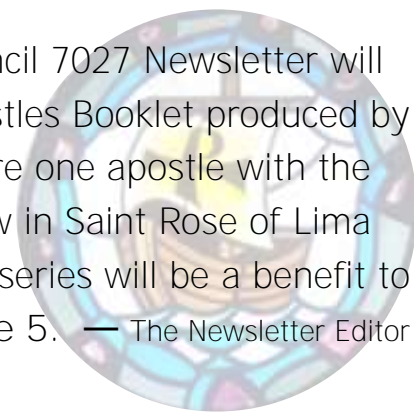 ncil 7027 Newsletter will
stles Booklet produced by
re one apostle with the
w in Saint Rose of Lima
series will be a benefit to
e 5. — The Newsletter Editor